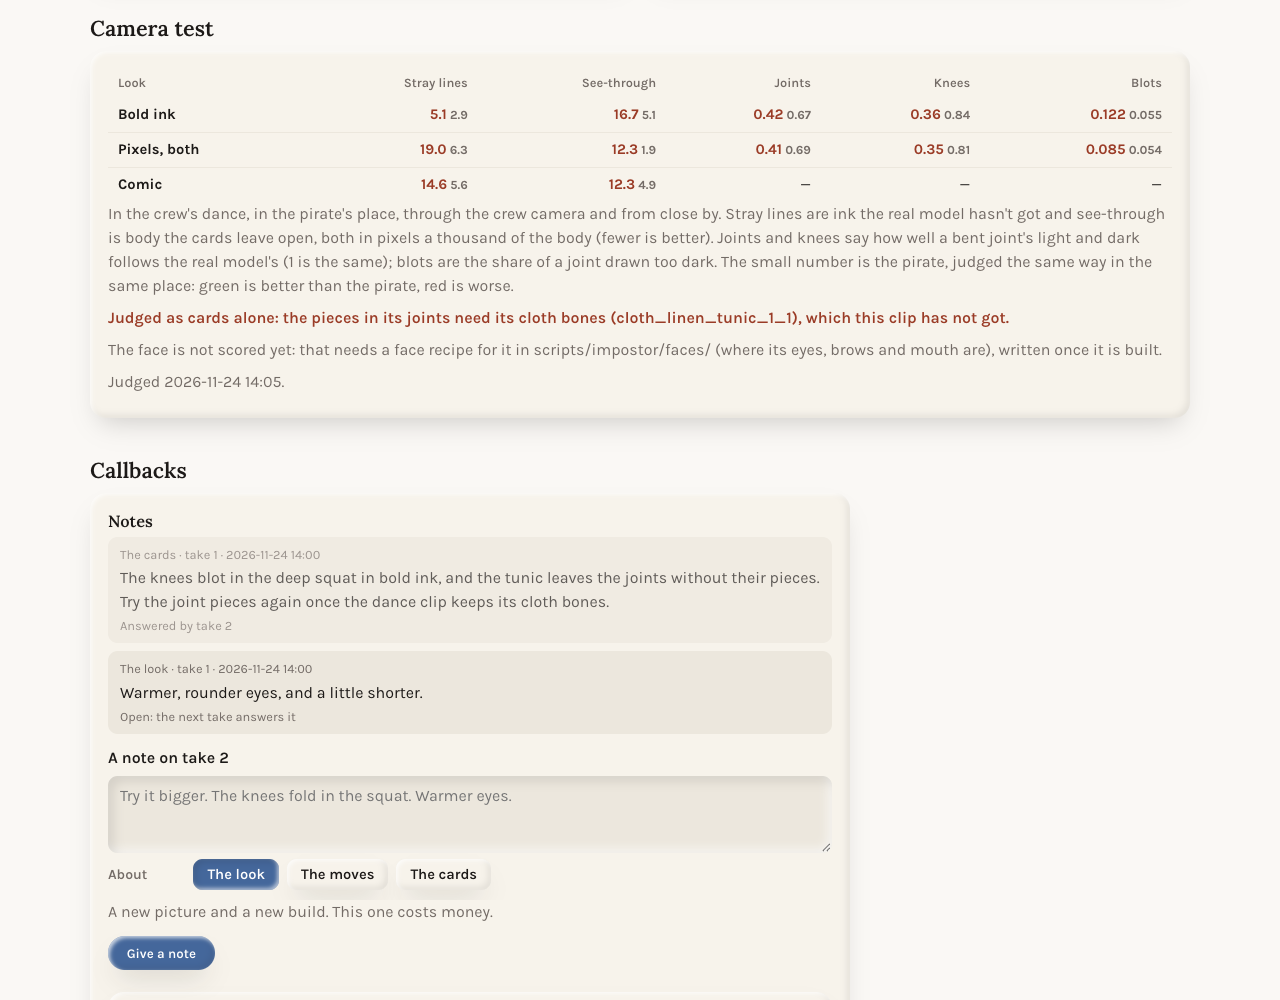 Camera test
Look Stray lines See-through Joints Knees Blots
Bold ink 5.1 2.9 16.7 5.1 0.42 0.67 0.36 0.84 0.122 0.055
Pixels, both 19.0 6.3 12.3 1.9 0.41 0.69 0.35 0.81 0.085 0.054
Comic 14.6 5.6 12.3 4.9 — — —
In the crew's dance, in the pirate's place, through the crew camera and from close by. Stray lines are ink the real model hasn't got and see-through
is body the cards leave open, both in pixels a thousand of the body (fewer is better). Joints and knees say how well a bent joint's light and dark
follows the real model's (1 is the same); blots are the share of a joint drawn too dark. The small number is the pirate, judged the same way in the
same place: green is better than the pirate, red is worse.
Judged as cards alone: the pieces in its joints need its cloth bones (cloth_linen_tunic_1_1), which this clip has not got.
The face is not scored yet: that needs a face recipe for it in scripts/impostor/faces/ (where its eyes, brows and mouth are), written once it is built.
Judged 2026-11-24 14:05.
Callbacks
Notes
The cards · take 1 · 2026-11-24 14:00
The knees blot in the deep squat in bold ink, and the tunic leaves the joints without their pieces.
Try the joint pieces again once the dance clip keeps its cloth bones.
Answered by take 2
The look · take 1 · 2026-11-24 14:00
Warmer, rounder eyes, and a little shorter.
Open: the next take answers it
A note on take 2
Try it bigger. The knees fold in the squat. Warmer eyes.
About The look The moves The cards
A new picture and a new build. This one costs money.
Give a note